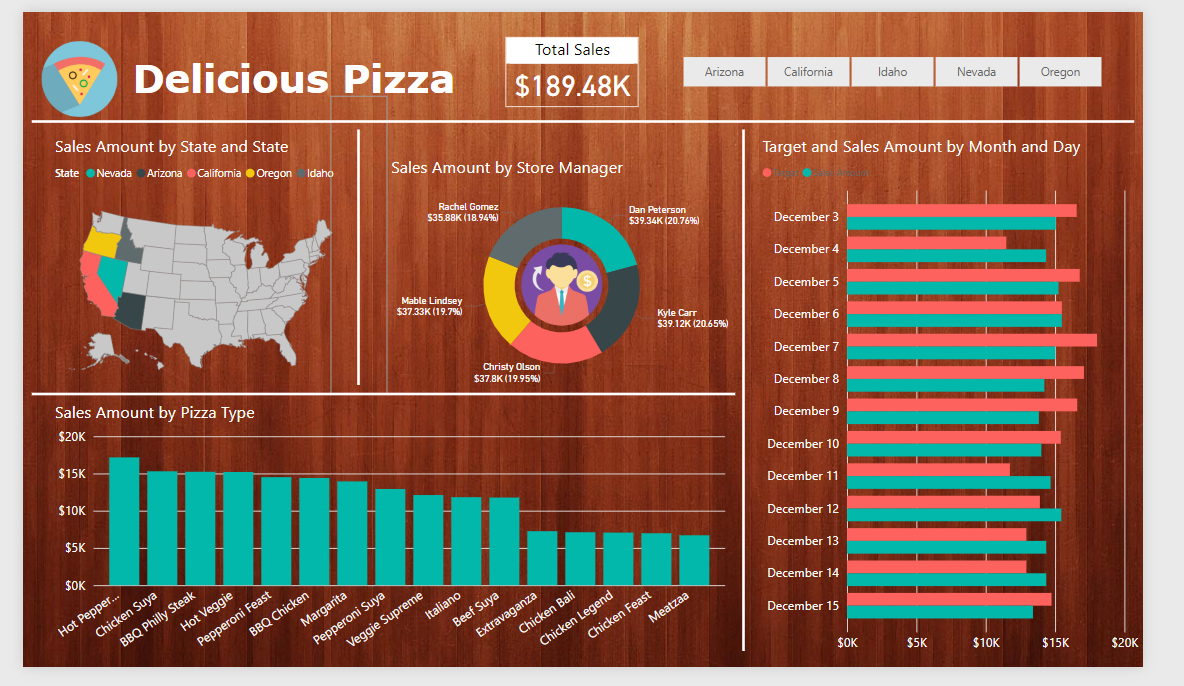 Delicious Pizza
Total Sales
$189.48K
Arizona
California
Idaho
Nevada
Oregon
Sales Amount by State and State
State Nevada Arizona California Oregon Idaho
Sales Amount by Store Manager
Rachel Gomez
$35.88K (18.94%)
Dan Peterson
$39.34K (20.76%)
Mable Lindsey
$37.33K (19.7%)
Kyle Carr
$39.12K (20.65%)
Christy Olson
$37.8K (19.95%)
$
Sales Amount by Pizza Type
$20K
$15K
$10K
$5K
$0K
Hot Pepper...
Chicken Suya
BBQ Philly Steak
Hot Veggie
Pepperoni Feast
BBQ Chicken
Margarita
Pepperoni Suya
Veggie Supreme
Italiano
Beef Suya
Extravaganza
Chicken Bali
Chicken Legend
Chicken Feast
Meatzaa
Target and Sales Amount by Month and Day
December 3
December 4
December 5
December 6
December 7
December 8
December 9
December 10
December 11
December 12
December 13
December 14
December 15
$0K
$5K
$10K
$15K
$20K